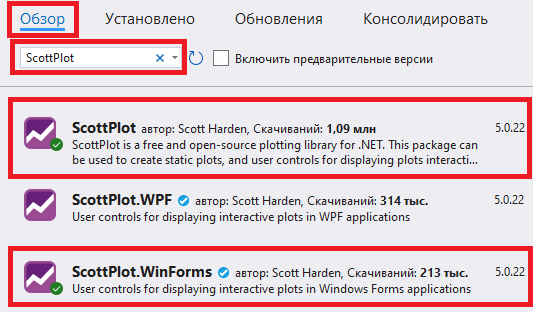 Обзор Установлено Обновления Консолидировать
ScottPlot Включить предварительные версии
ScottPlot автор: Scott Harden, Скачиваний: 1,09 млн 5.0.22
ScottPlot is a free and open-source plotting library for .NET. This package can
be used to create static plots, and user controls for displaying plots interacti...
ScottPlot.WPF автор: Scott Harden, Скачиваний: 314 тыс. 5.0.22
User controls for displaying interactive plots in WPF applications
ScottPlot.WinForms автор: Scott Harden, Скачиваний: 213 тыс. 5.0.22
User controls for displaying interactive plots in Windows Forms applications